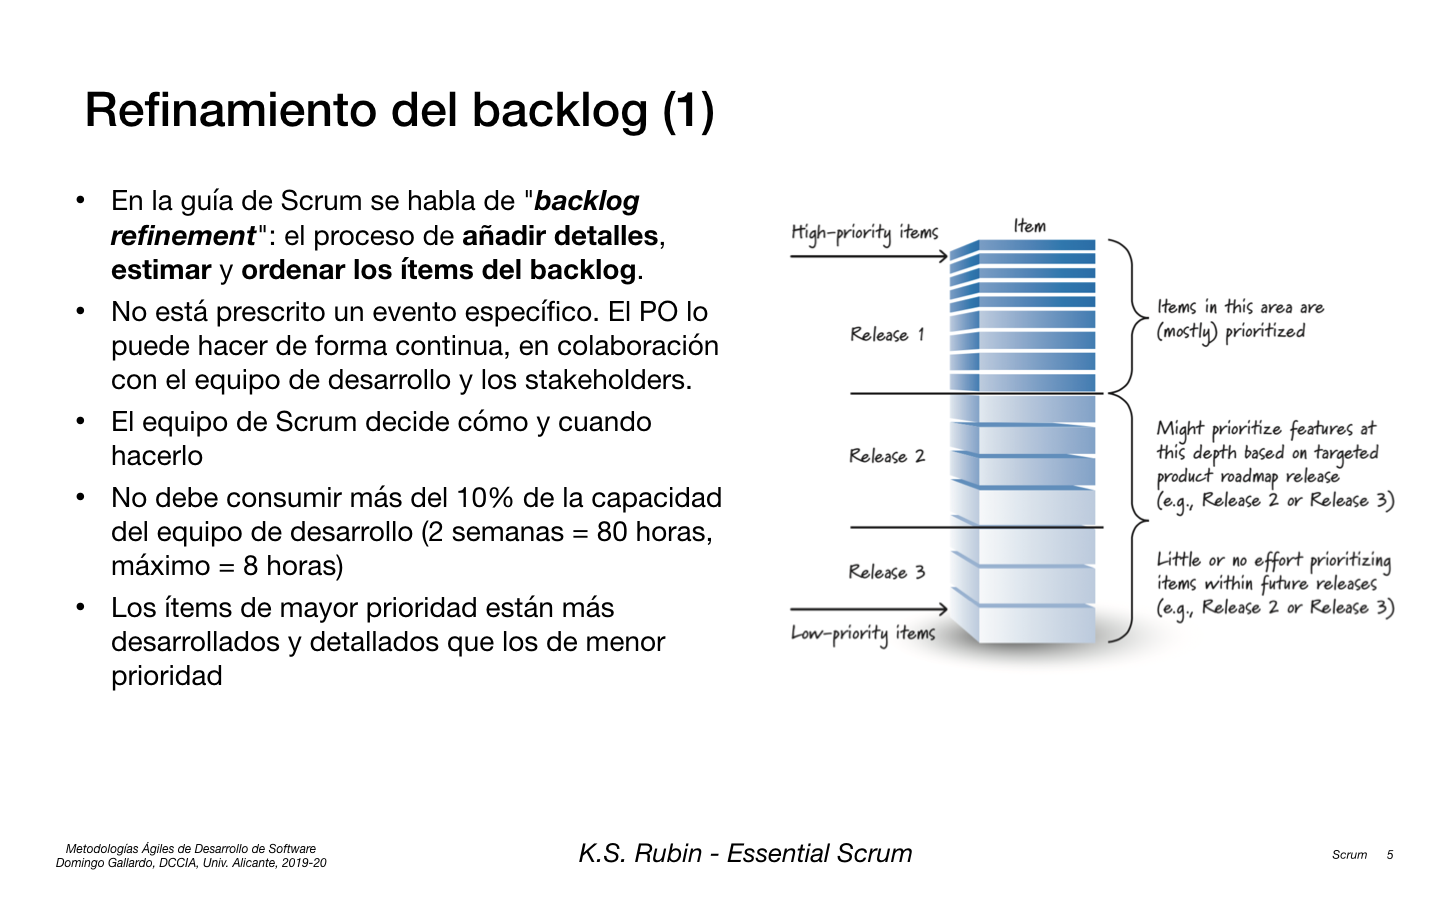 Refinamiento del backlog (1)
• En la guía de Scrum se habla de "backlog
refinement": el proceso de añadir detalles,
estimar y ordenar los ítems del backlog.
• No está prescrito un evento específico. El PO lo
puede hacer de forma continua, en colaboración
con el equipo de desarrollo y los stakeholders.
• El equipo de Scrum decide cómo y cuando
hacerlo
• No debe consumir más del 10% de la capacidad
del equipo de desarrollo (2 semanas = 80 horas,
máximo = 8 horas)
• Los ítems de mayor prioridad están más
desarrollados y detallados que los de menor
prioridad
Item
High-priority items
Items in this area are
(mostly) prioritized
Release 1
Might prioritize features at
this depth based on targeted
product roadmap release
(e.g., Release 2 or Release 3)
Release 2
Little or no effort prioritizing
items within future releases
(e.g., Release 2 or Release 3)
Release 3
Low-priority items
Metodologías Ágiles de Desarrollo de Software
Domingo Gallardo, DCCIA, Univ. Alicante, 2019-20
K.S. Rubin - Essential Scrum
Scrum 5